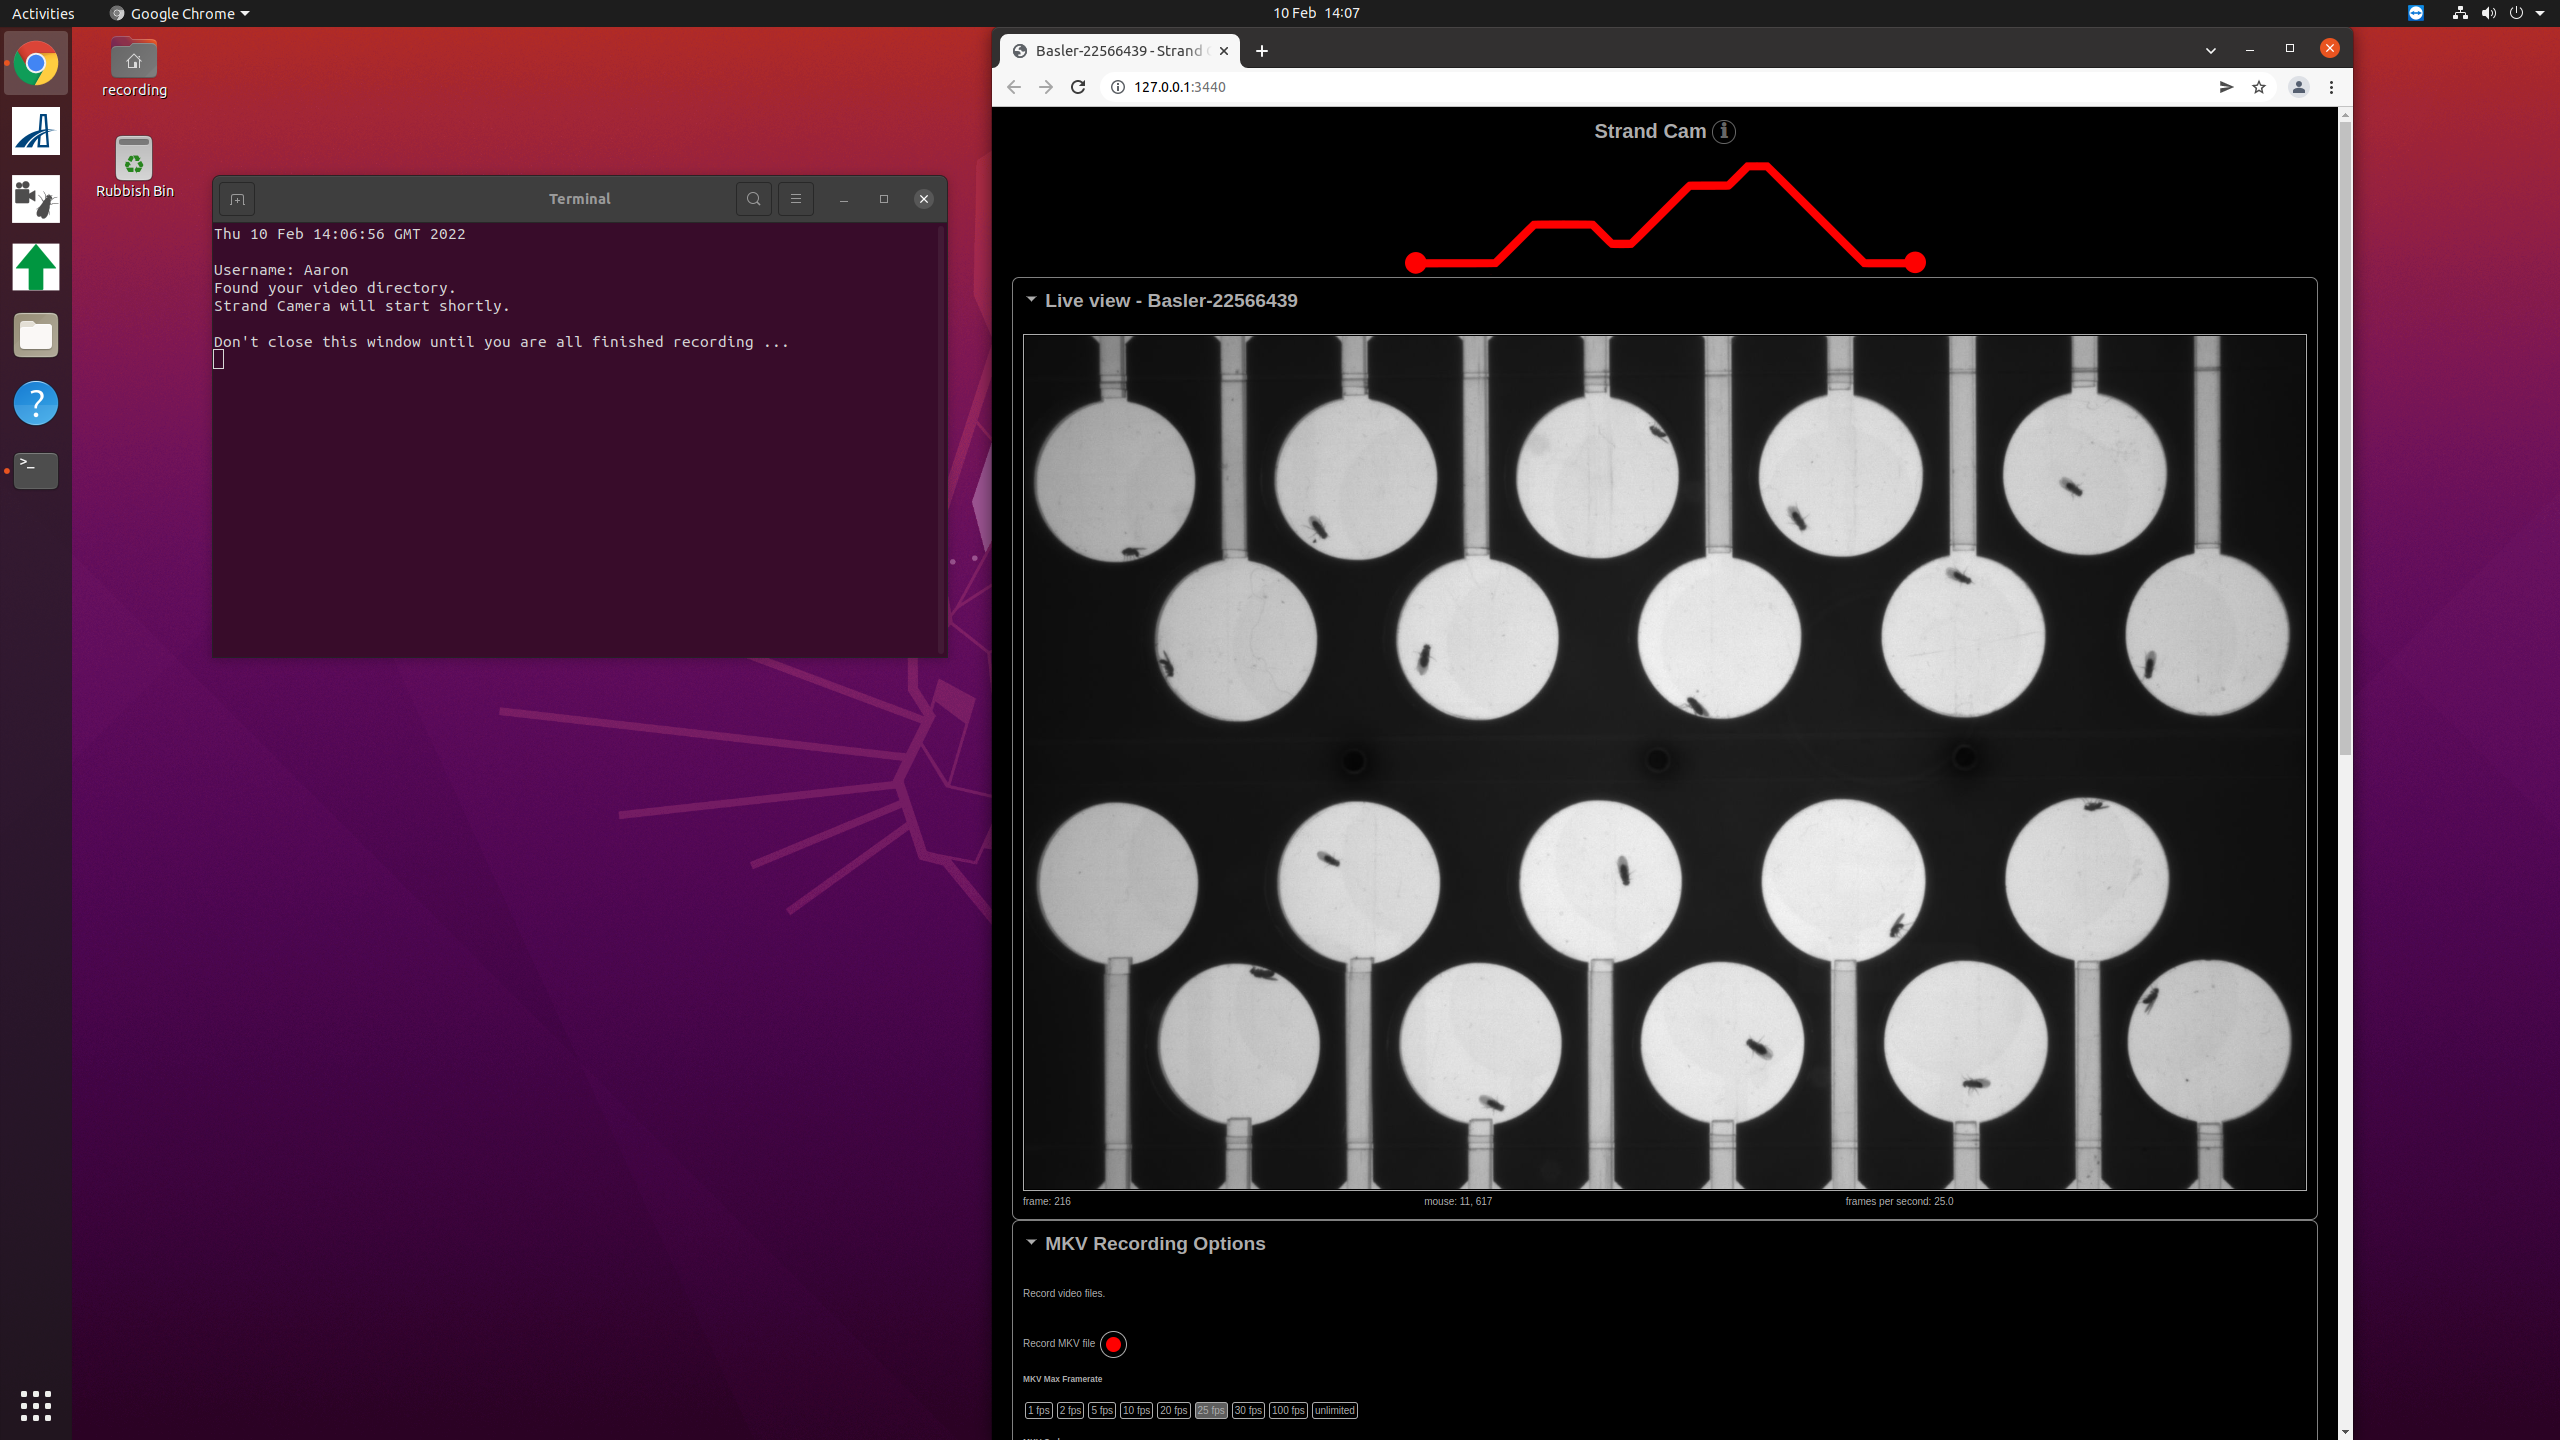 Activities
Google Chrome
10 Feb 14:07
recording
Rubbish Bin
Terminal
Thu 10 Feb 14:06:56 GMT 2022
Username: Aaron
Found your video directory.
Strand Camera will start shortly.
Don't close this window until you are all finished recording ...
Basler-22566439 - Strand
127.0.0.1:3440
Strand Cam
Live view - Basler-22566439
frame: 216
mouse: 11, 617
frames per second: 25.0
MKV Recording Options
Record video files.
Record MKV file
MKV Max Framerate
1 fps 2 fps 5 fps 10 fps 20 fps 25 fps 30 fps 100 fps unlimited